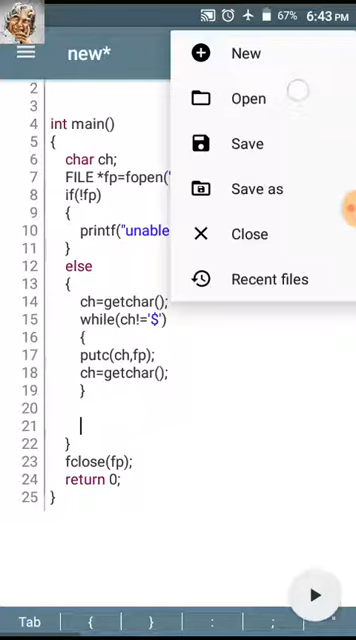 67% 6:43 PM
new*
New
Open
Save
Save as
Close
Recent files
2
3
4 int main()
5 {
6 char ch;
7 FILE *fp=fopen("
8 if(!fp)
9 {
10 printf("unable
11 }
12 else
13 {
14 ch=getchar();
15 while(ch!='$')
16 {
17 putc(ch,fp);
18 ch=getchar();
19 }
20
21
22 }
23 fclose(fp);
24 return 0;
25 }
Tab { } : ; "